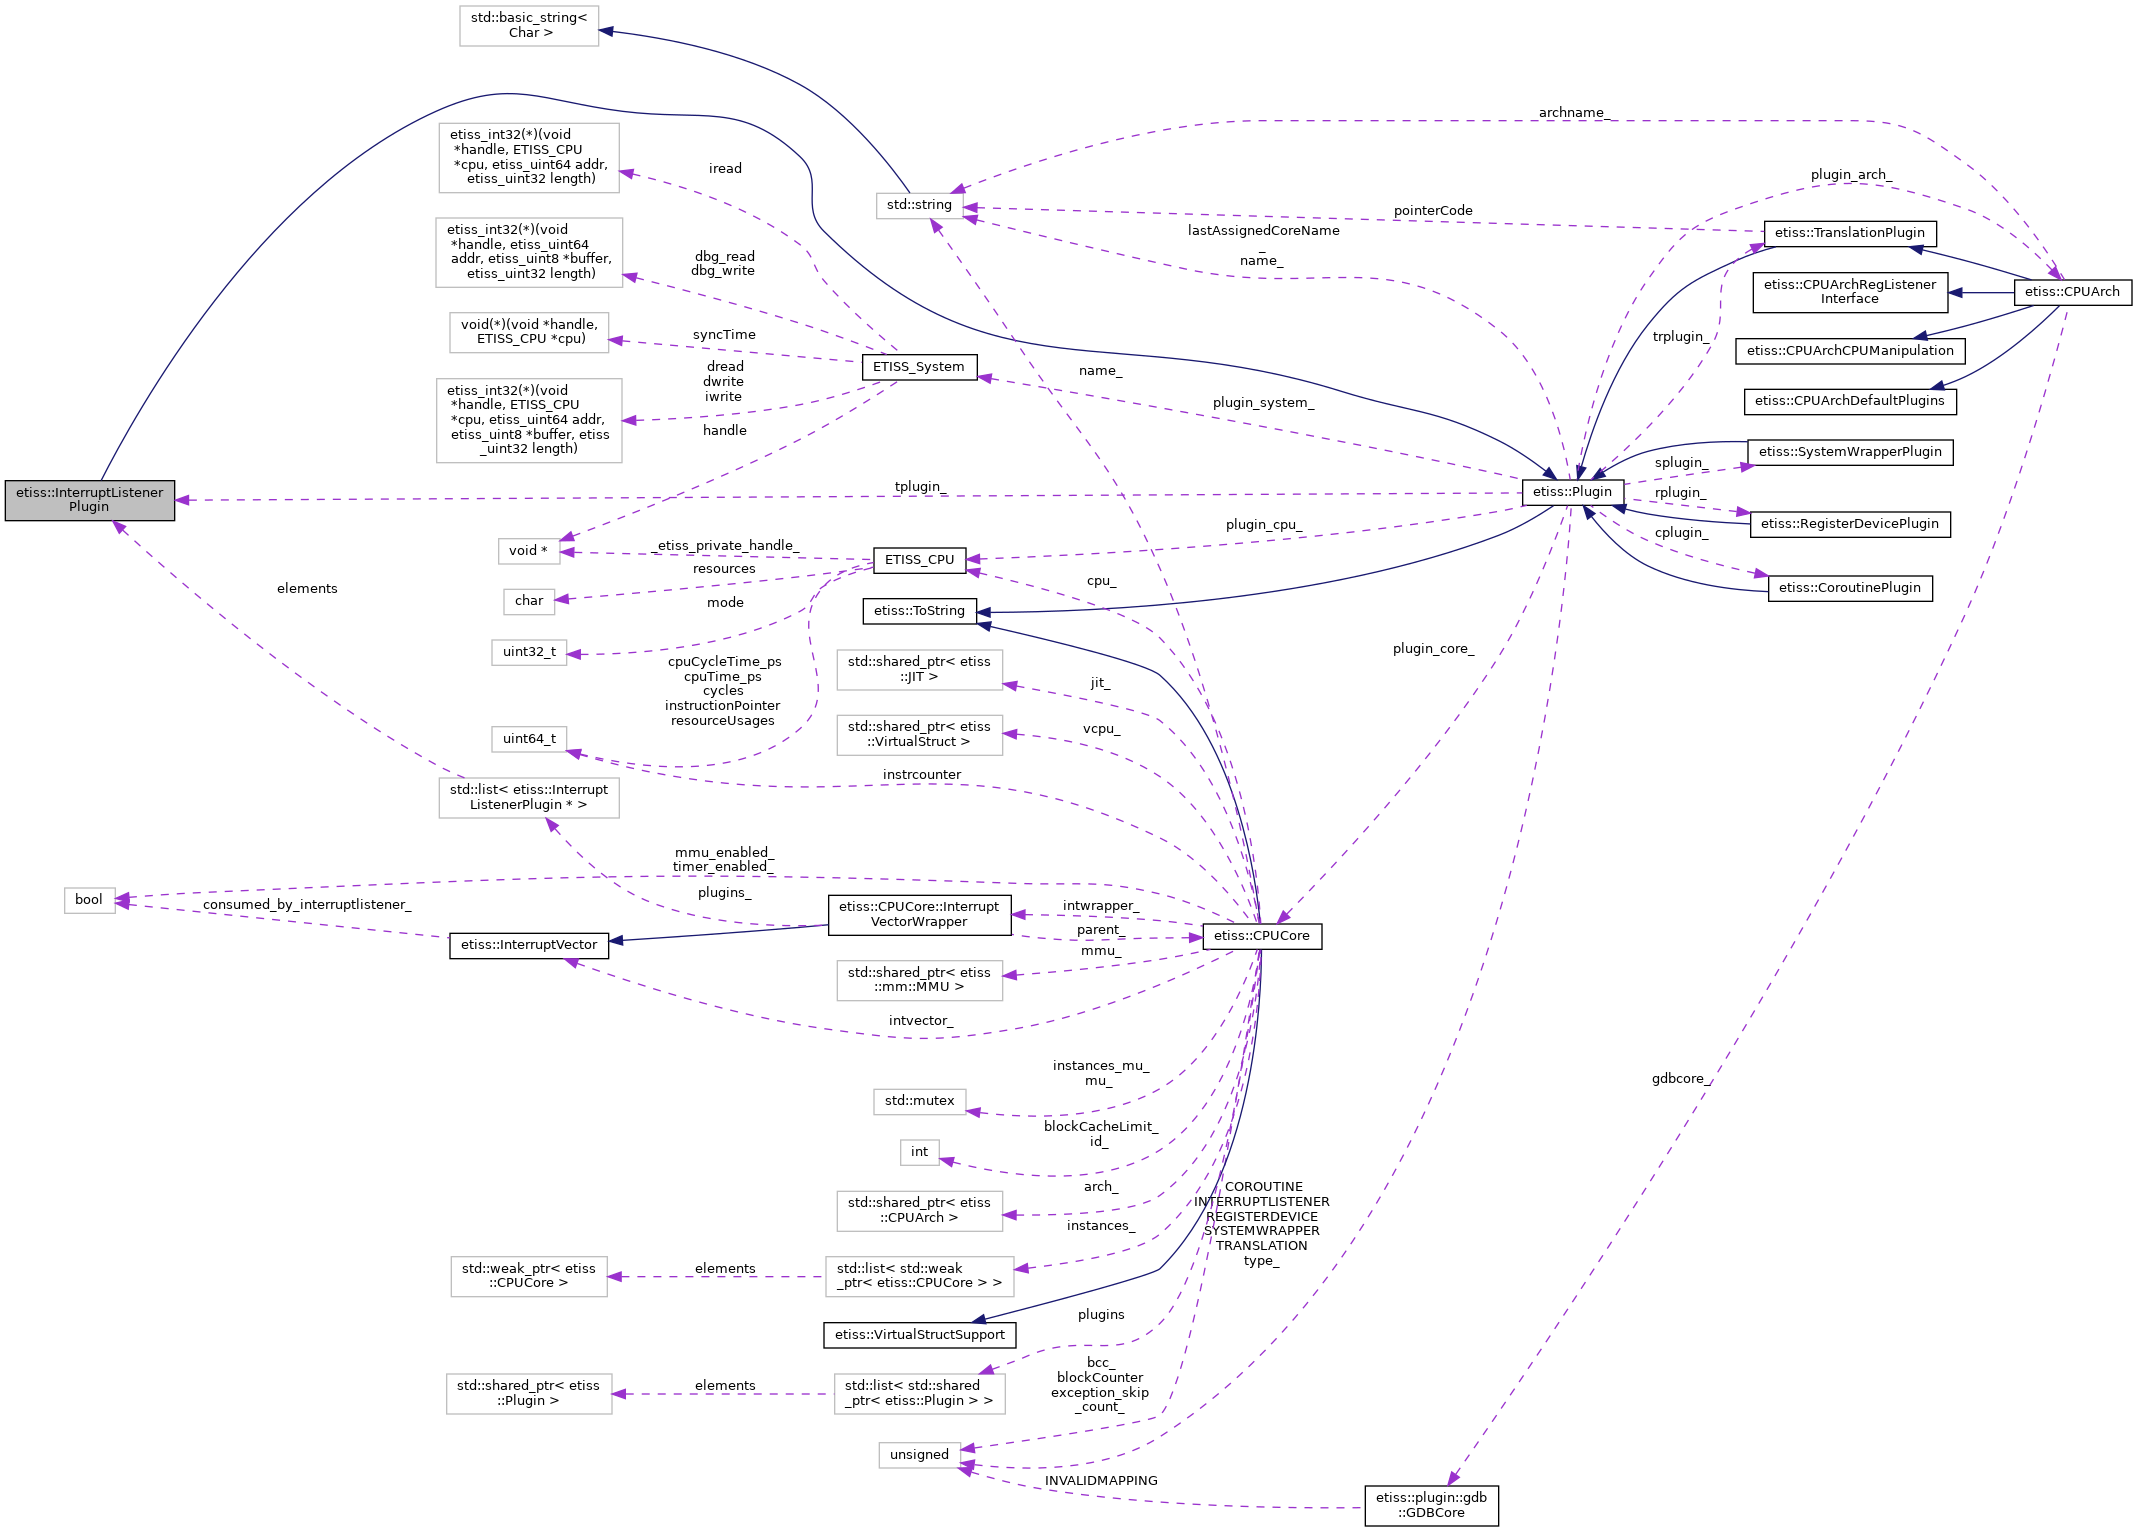 std::basic_string<
Char >
etiss_int32(*)(void
*handle, ETISS_CPU
*cpu, etiss_uint64 addr,
etiss_uint32 length)
etiss_int32(*)(void
*handle, etiss_uint64
addr, etiss_uint8 *buffer,
etiss_uint32 length)
void(*)(void *handle,
ETISS_CPU *cpu)
etiss_int32(*)(void
*handle, ETISS_CPU
*cpu, etiss_uint64 addr,
etiss_uint8 *buffer, etiss
_uint32 length)
iread
dbg_read
dbg_write
syncTime
dread
dwrite
iwrite
handle
std::string
ETISS_System
archname_
plugin_arch_
pointerCode
lastAssignedCoreName
_
name_
name_
plugin_system_
trplugin_
etiss::TranslationPlugin
etiss::CPUArchRegListener
Interface
etiss::CPUArch
etiss::CPUArchCPUManipulation
etiss::CPUArchDefaultPlugins
etiss::SystemWrapperPlugin
splugin_
etiss::Plugin
rplugin_
etiss::RegisterDevicePlugin
cplugin_
etiss::CoroutinePlugin
etiss::InterruptListener
Plugin
tplugin_
plugin_cpu_
void *
_etiss_private_handle_
ETISS_CPU
resources
char
mode
cpu_
etiss::ToString
elements
uint32_t
cpuCycleTime_ps
cpuTime_ps
cycles
instructionPointer
resourceUsages
std::shared_ptr< etiss
::JIT >
jit_
plugin_core_
uint64_t
std::shared_ptr< etiss
::VirtualStruct >
vcpu_
instrcounter
std::list< etiss::Interrupt
ListenerPlugin * >
mmu_enabled_
timer_enabled_
plugins_
bool
consumed_by_interruptlistener_
etiss::CPUCore::Interrupt
VectorWrapper
intwrapper_
parent_
etiss::CPUCore
etiss::InterruptVector
mmu_
std::shared_ptr< etiss
::mm::MMU >
intvector_
instances_mu_
mu_
std::mutex
gdbcore_
blockCacheLimit_
id_
int
arch_
std::shared_ptr< etiss
::CPUArch >
instances_
COROUTINE
INTERRUPTLISTENER
REGISTERDEVICE
SYSTEMWRAPPER
TRANSLATION
type_
std::weak_ptr< etiss
::CPUCore >
elements
std::list< std::weak
_ptr< etiss::CPUCore > >
plugins
etiss::VirtualStructSupport
std::shared_ptr< etiss
::Plugin >
elements
std::list< std::shared
_ptr< etiss::Plugin > >
bcc_
blockCounter
exception_skip
_count_
unsigned
INVALIDMAPPING
etiss::plugin::gdb
::GDBCore